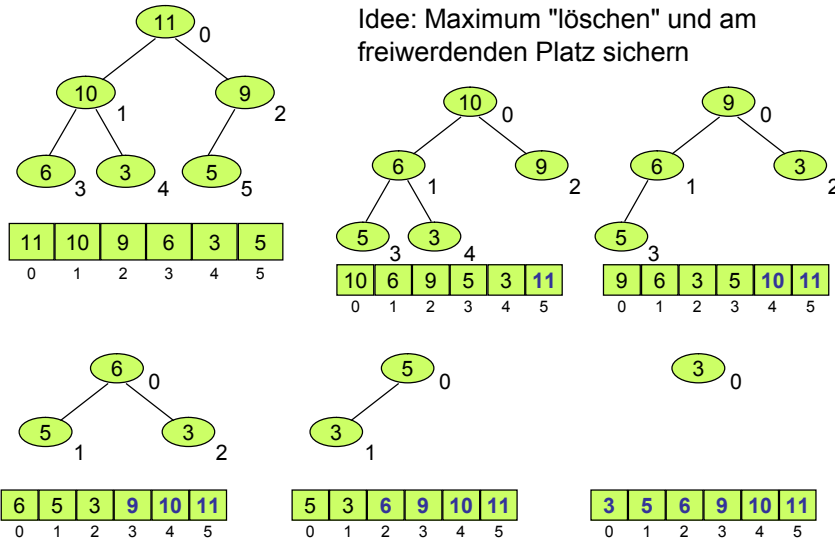 Idee: Maximum "löschen" und am
freiwerdenden Platz sichern
11 0
10 1 9 2
6 3 3 4 5 5
11 10 9 6 3 5
0 1 2 3 4 5
10 0
6 1 9 2
5 3 3 4
10 6 9 5 3 11
0 1 2 3 4 5
9 0
6 1 3 2
5 3
9 6 3 5 10 11
0 1 2 3 4 5
6 0
5 1 3 2
6 5 3 9 10 11
0 1 2 3 4 5
5 0
3 1
5 3 6 9 10 11
0 1 2 3 4 5
3 0
3 5 6 9 10 11
0 1 2 3 4 5